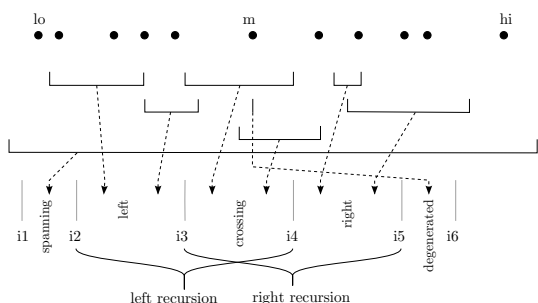 lo m hi
spanning left crossing right degenerated
i1 i2 i3 i4 i5 i6
left recursion right recursion